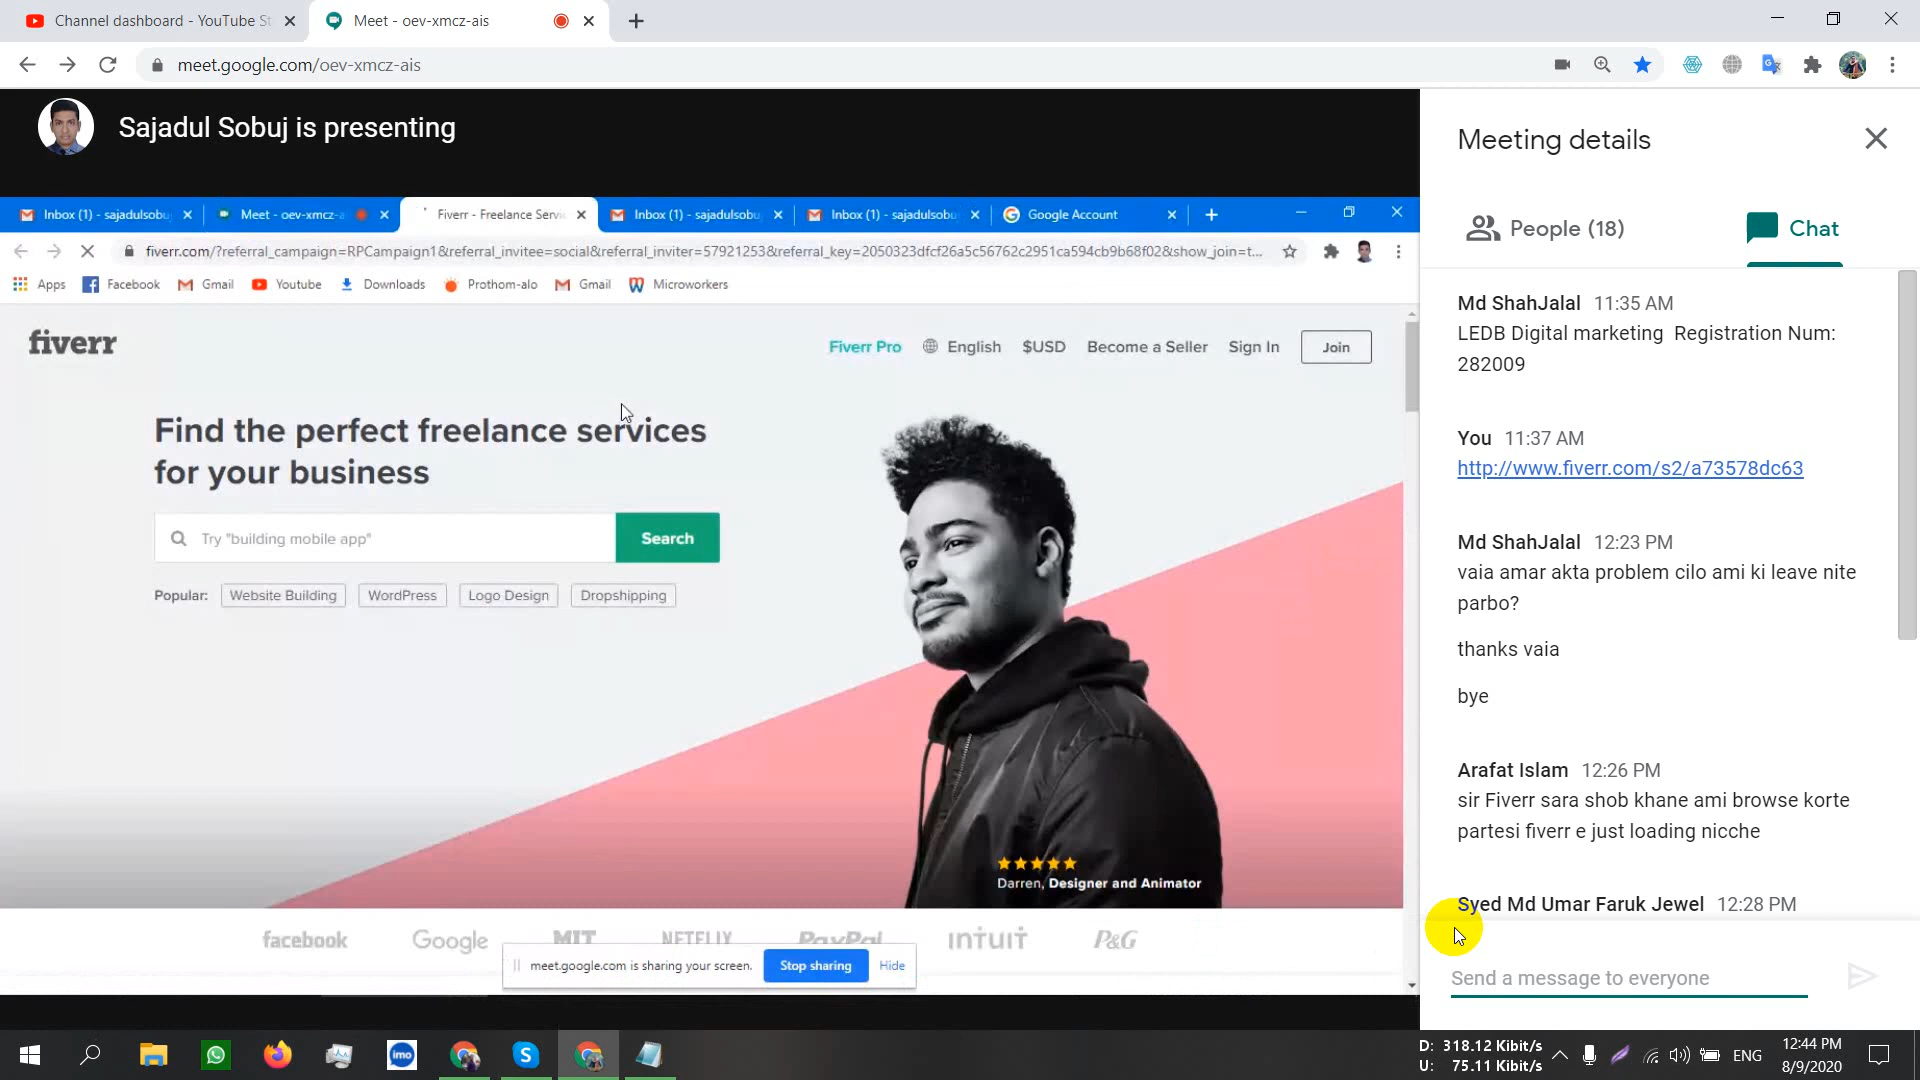 Channel dashboard - YouTube St
Meet - oev-xmcz-ais
meet.google.com/oev-xmcz-ais
Sajadul Sobuj is presenting
Inbox (1) - sajadulsobu
Meet - oev-xmcz-a
Fiverr - Freelance Servi
Inbox (1) - sajadulsobu
Inbox (1) - sajadulsobu
Google Account
fiverr.com/?referral_campaign=RPCampaign1&referral_invitee=social&referral_inviter=57921253&referral_key=2050323dfcf26a5c56762c2951ca594cb9b68f02&show_join=t...
Apps
Facebook
Gmail
Youtube
Downloads
Prothom-alo
Gmail
Microworkers
fiverr
Fiverr Pro
English
$USD
Become a Seller
Sign In
Join
Find the perfect freelance services
for your business
Try "building mobile app"
Search
Popular:
Website Building
WordPress
Logo Design
Dropshipping
Darren, Designer and Animator
facebook
Google
MIT
NETFLIX
PayPal
intuit
P&G
meet.google.com is sharing your screen.
Stop sharing
Hide
Meeting details
People (18)
Chat
Md ShahJalal 11:35 AM
LEDB Digital marketing Registration Num:
282009
You 11:37 AM
http://www.fiverr.com/s2/a73578dc63
Md ShahJalal 12:23 PM
vaia amar akta problem cilo ami ki leave nite
parbo?
thanks vaia
bye
Arafat Islam 12:26 PM
sir Fiverr sara shob khane ami browse korte
partesi fiverr e just loading nicche
Syed Md Umar Faruk Jewel 12:28 PM
Send a message to everyone
imo
D: 318.12 Kibit/s
U: 75.11 Kibit/s
ENG
12:44 PM
8/9/2020